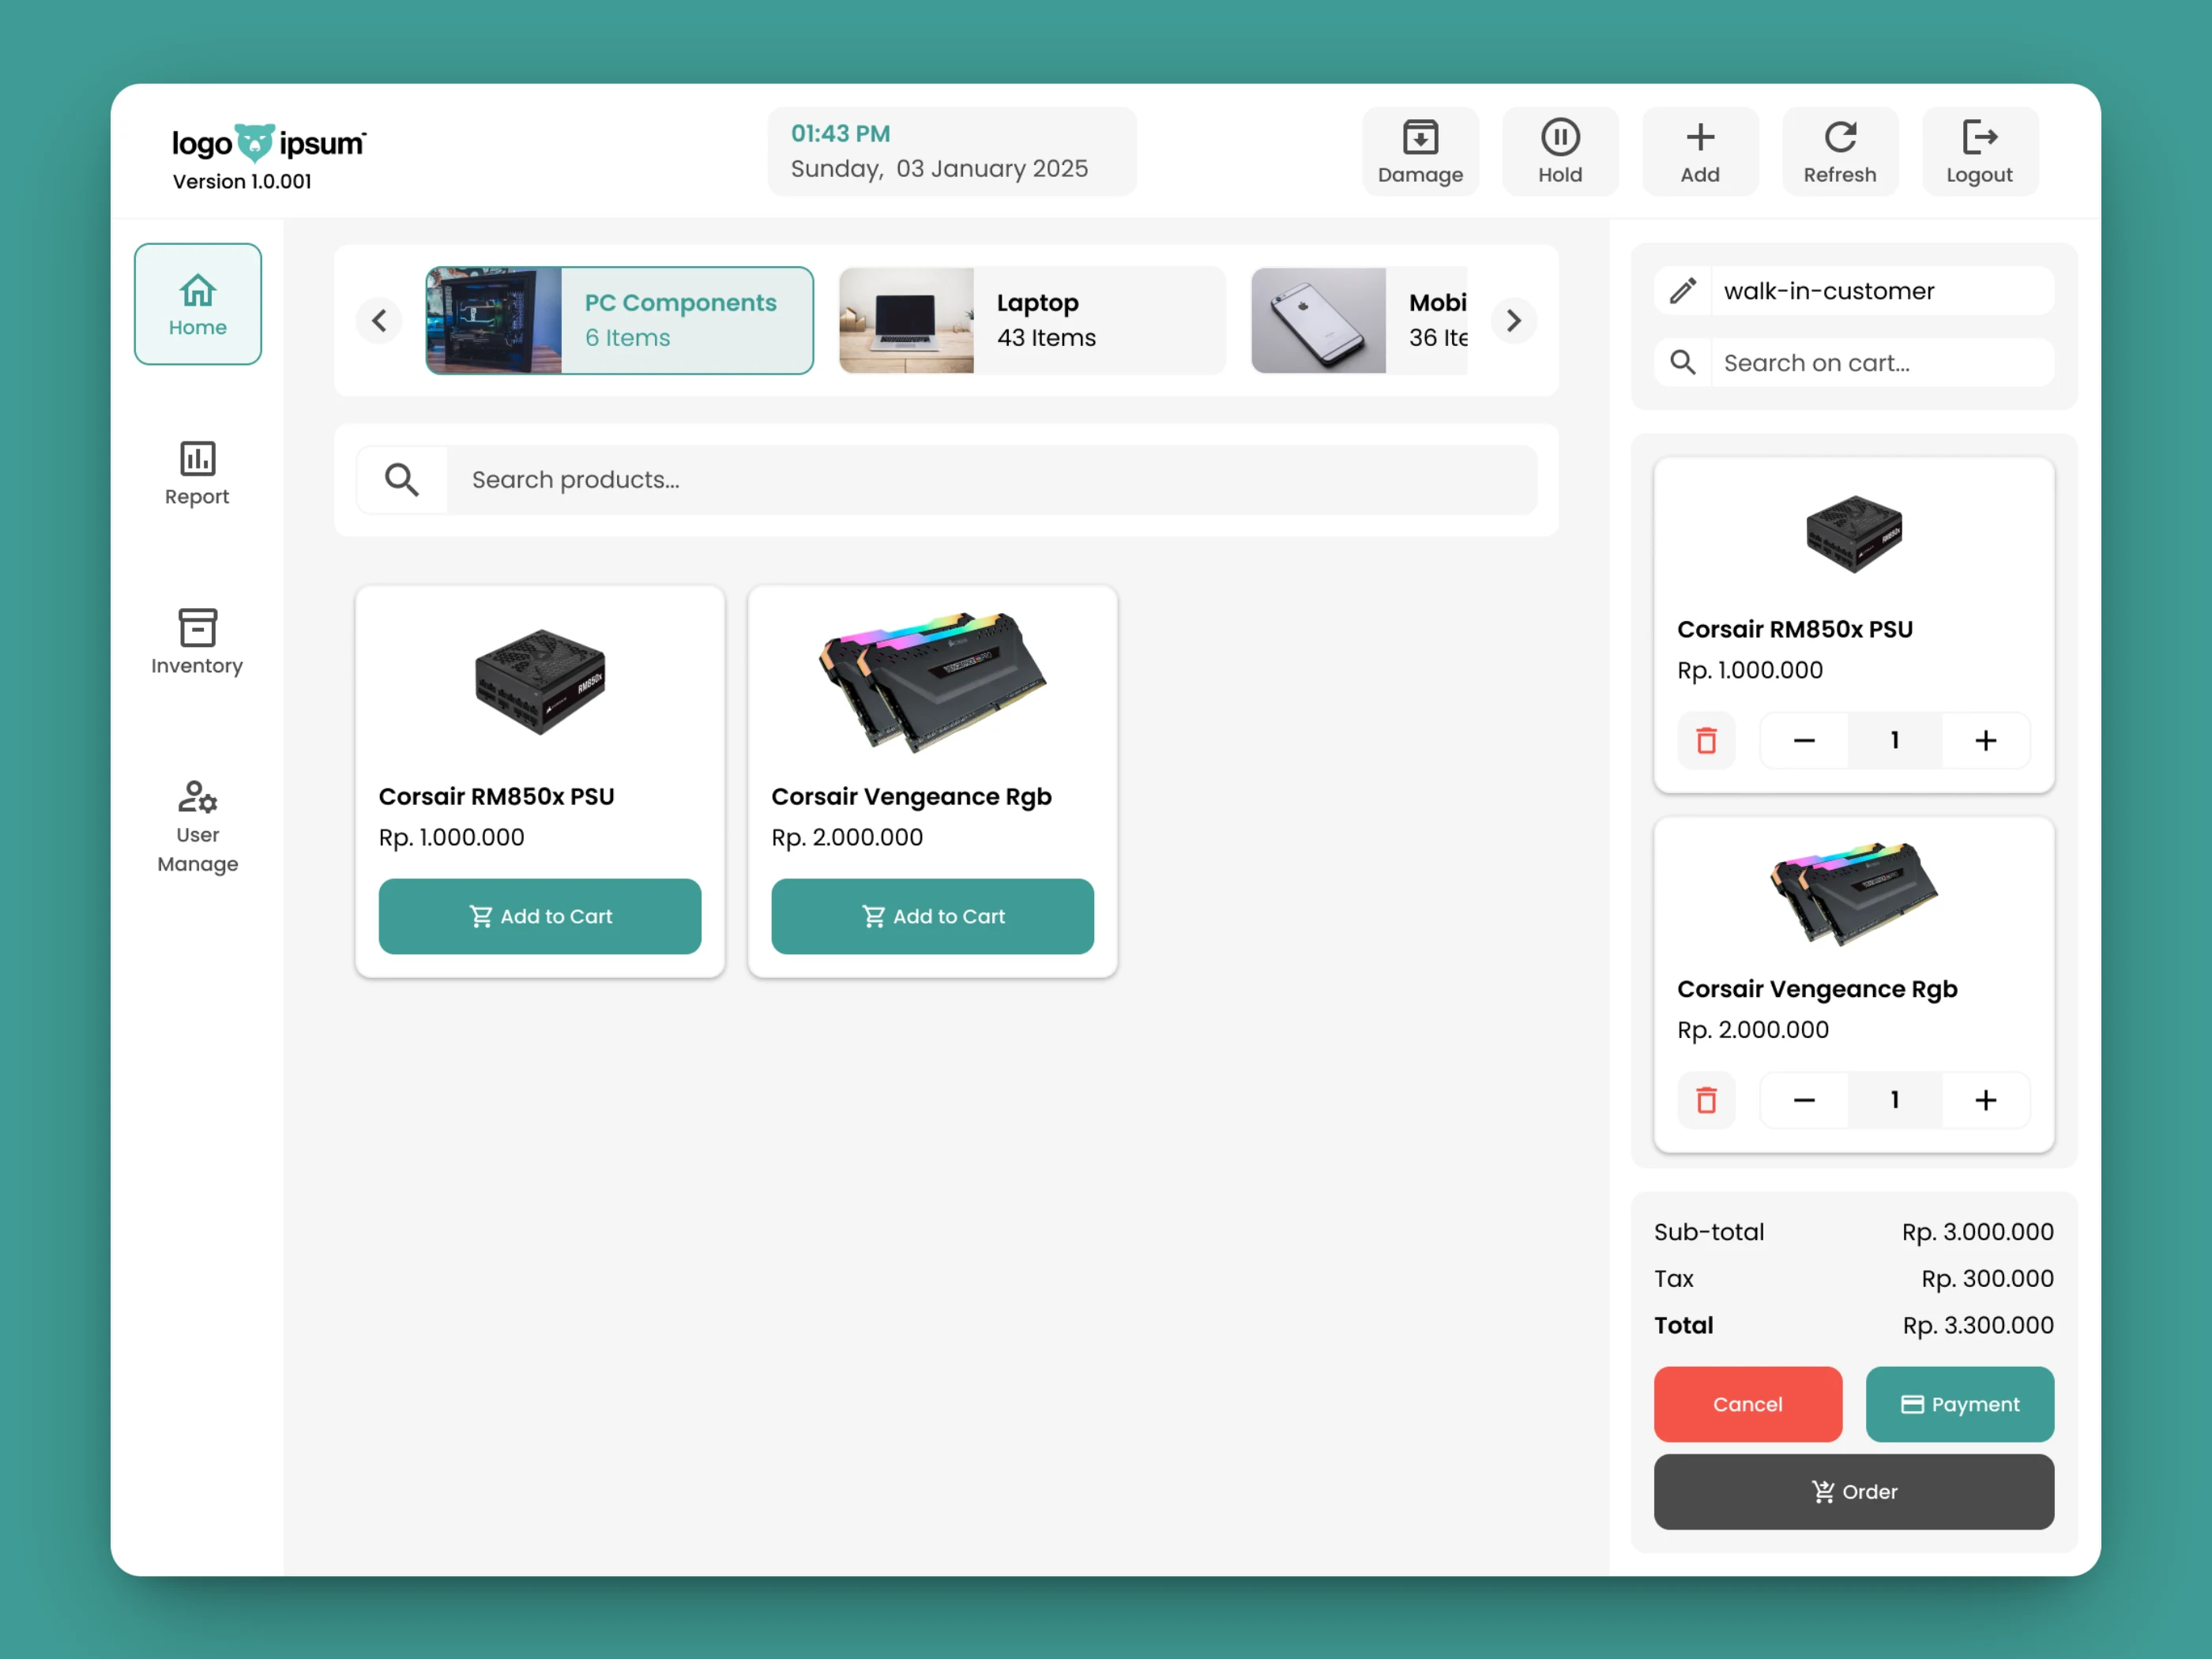 logo ipsum
Version 1.0.001
01:43 PM
Sunday, 03 January 2025
Damage
Hold
Add
Refresh
Logout
Home
Report
Inventory
User
Manage
PC Components
6 Items
Laptop
43 Items
Mobi
36 Ite
Search products...
Corsair RM850x PSU
Rp. 1.000.000
Add to Cart
Corsair Vengeance Rgb
Rp. 2.000.000
Add to Cart
walk-in-customer
Search on cart...
RM850x
Corsair RM850x PSU
Rp. 1.000.000
1
Corsair Vengeance Rgb
Rp. 2.000.000
1
Sub-total
Rp. 3.000.000
Tax
Rp. 300.000
Total
Rp. 3.300.000
Cancel
Payment
Order